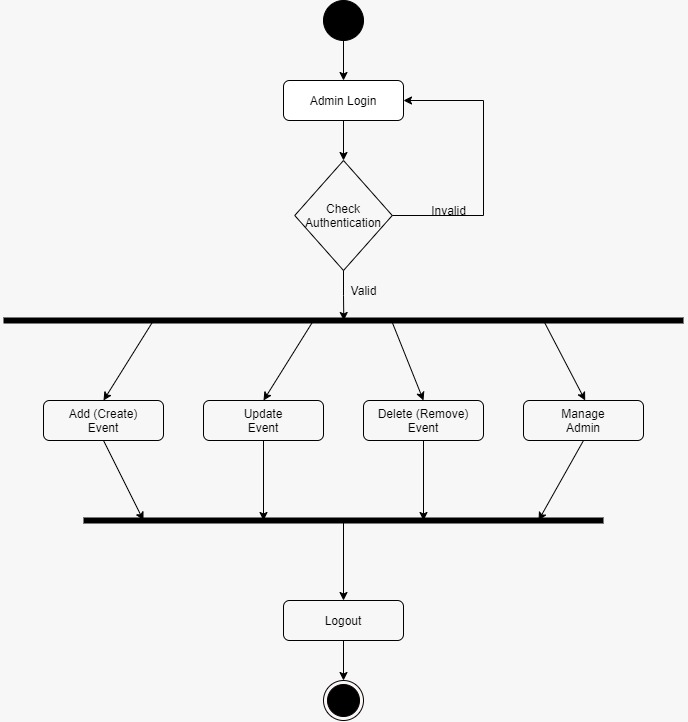 Admin Login
Check
Authentication
Invalid
Valid
Add (Create)
Event
Update
Event
Delete (Remove)
Event
Manage
Admin
Logout